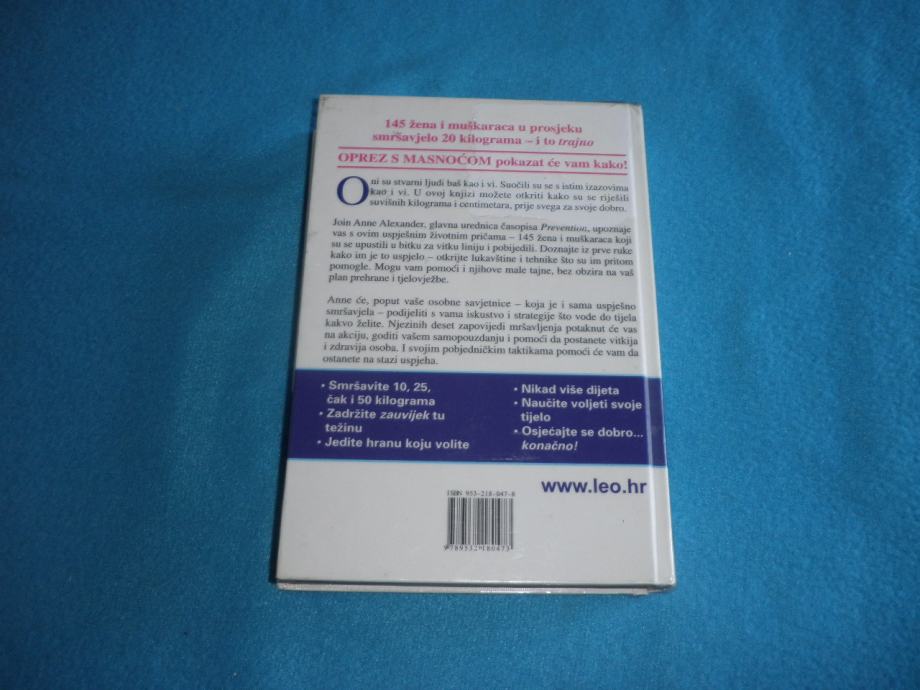 145 žena i muškaraca u prosjeku
smršavjelo 20 kilograma – i to trajno
OPREZ S MASNOĆOM pokazat će vam kako!
Oni su stvarni ljudi baš kao i vi. Suočili su se s istim izazovima
kao i vi. U ovoj knjizi možete otkriti kako su se riješili
suvišnih kilograma i centimetara, prije svega za svoje dobro.
Join Anne Alexander, glavna urednica časopisa Prevention, upoznaje
vas s ovim uspješnim životnim pričama – 145 žena i muškaraca koji
su se upustili u bitku za vitku liniju i pobijedili. Doznajte iz prve ruke
kako im je to uspjelo – otkrijte lukavštine i tehnike što su im pritom
pomogle. Mogu vam pomoći i njihove male tajne, bez obzira na vaš
plan prehrane i tjelovježbe.
Anne će, poput vaše osobne savjetnice – koja je i sama uspješno
smršavjela – podijeliti s vama iskustvo i strategije što vode do tijela
kakvo želite. Njezinih deset zapovijedi mršavljenja potaknut će vas
na akciju, goditi vašem samopouzdanju i pomoći da postanete vitkija
i zdravija osoba. I svojim pobjedničkim taktikama pomoći će vam da
ostanete na stazi uspjeha.
• Smršavite 10, 25,
čak i 50 kilograma
• Zadržite zauvijek tu
težinu
• Jedite hranu koju volite
• Nikad više dijeta
• Naučite voljeti svoje
tijelo
• Osjećajte se dobro...
konačno!
www.leo.hr
ISBN 953-218-047-8
9 789532 180473